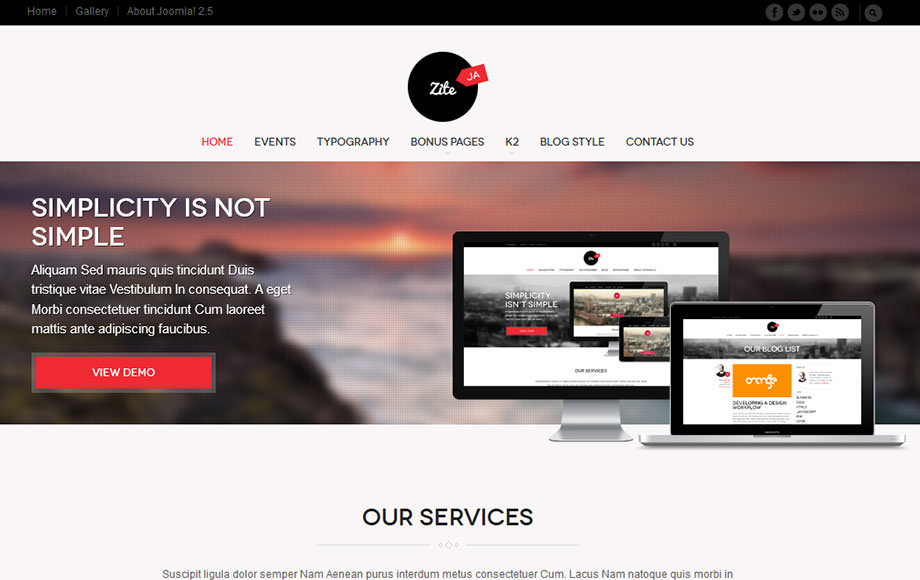 Home
Gallery
About Joomla! 2.5
Zite
JA
HOME
EVENTS
TYPOGRAPHY
BONUS PAGES
K2
BLOG STYLE
CONTACT US
SIMPLICITY IS NOT
SIMPLE
Aliquam Sed mauris quis tincidunt Duis
tristique vitae Vestibulum In consequat. A eget
Morbi consectetuer tincidunt Cum laoreet
mattis ante adipiscing faucibus.
VIEW DEMO
Zite
SIMPLICITY
ISN'T SIMPLE
OUR SERVICES
OUR BLOG LIST
orange
DEVELOPING A DESIGN
WORKFLOW
OUR SERVICES
Suscipit ligula dolor semper Nam Aenean purus interdum metus consectetuer Cum. Lacus Nam natoque quis morbi in